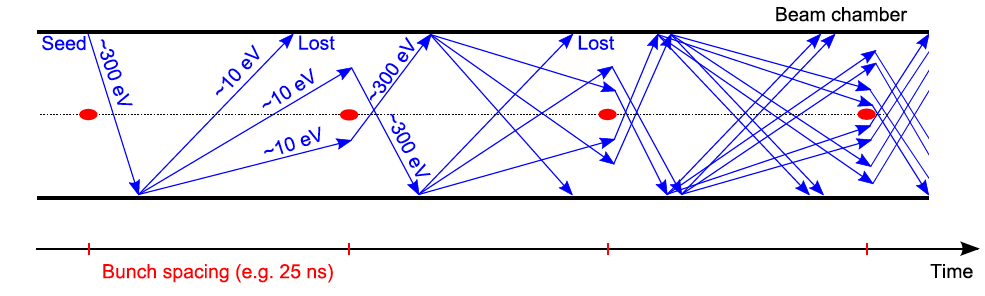 Beam chamber
Seed
~300 eV
~10 eV
Lost
~10 eV
~10 eV
~300 eV
~300 eV
Lost
Bunch spacing (e.g. 25 ns)
Time